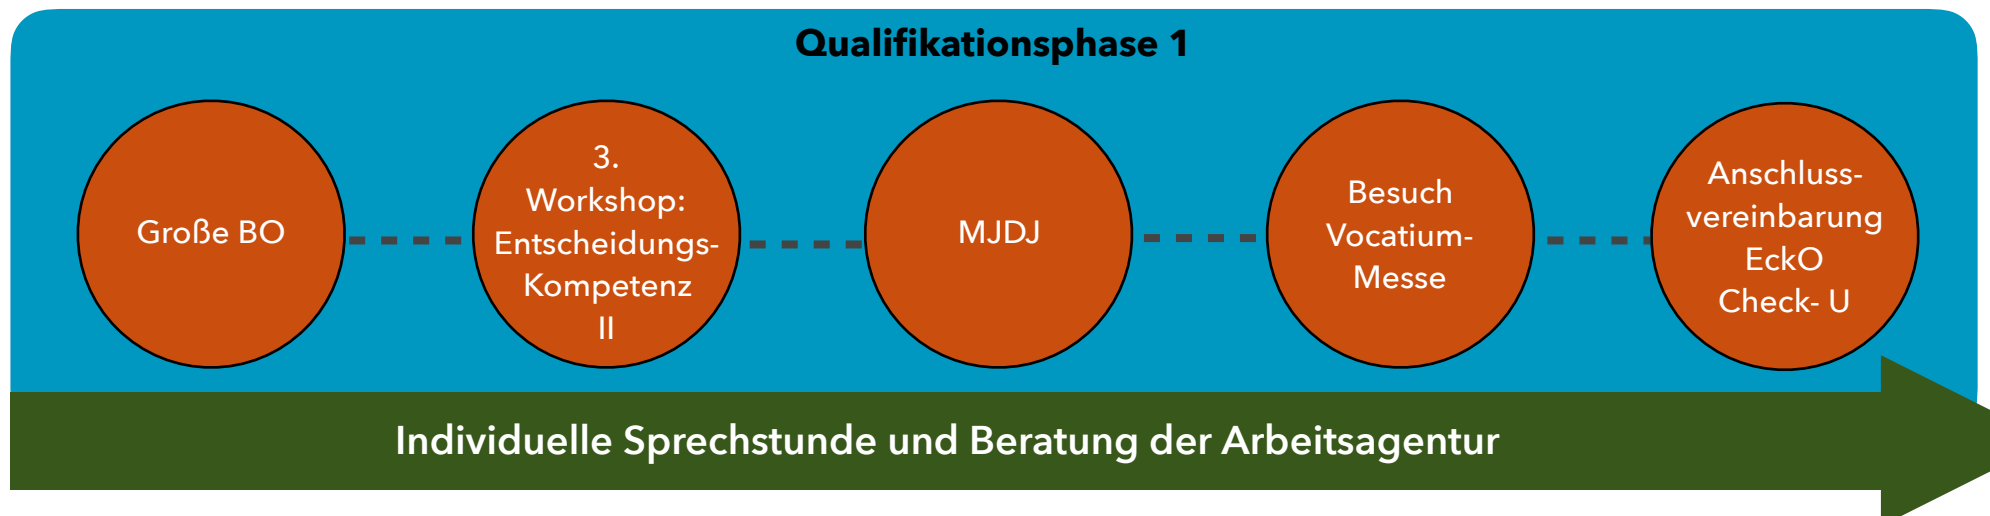 Qualifikationsphase 1
Große BO
3.
Workshop:
Entscheidungs-
Kompetenz
II
MJDJ
Besuch
Vocatium-
Messe
Anschluss-
vereinbarung
EckO
Check- U
Individuelle Sprechstunde und Beratung der Arbeitsagentur